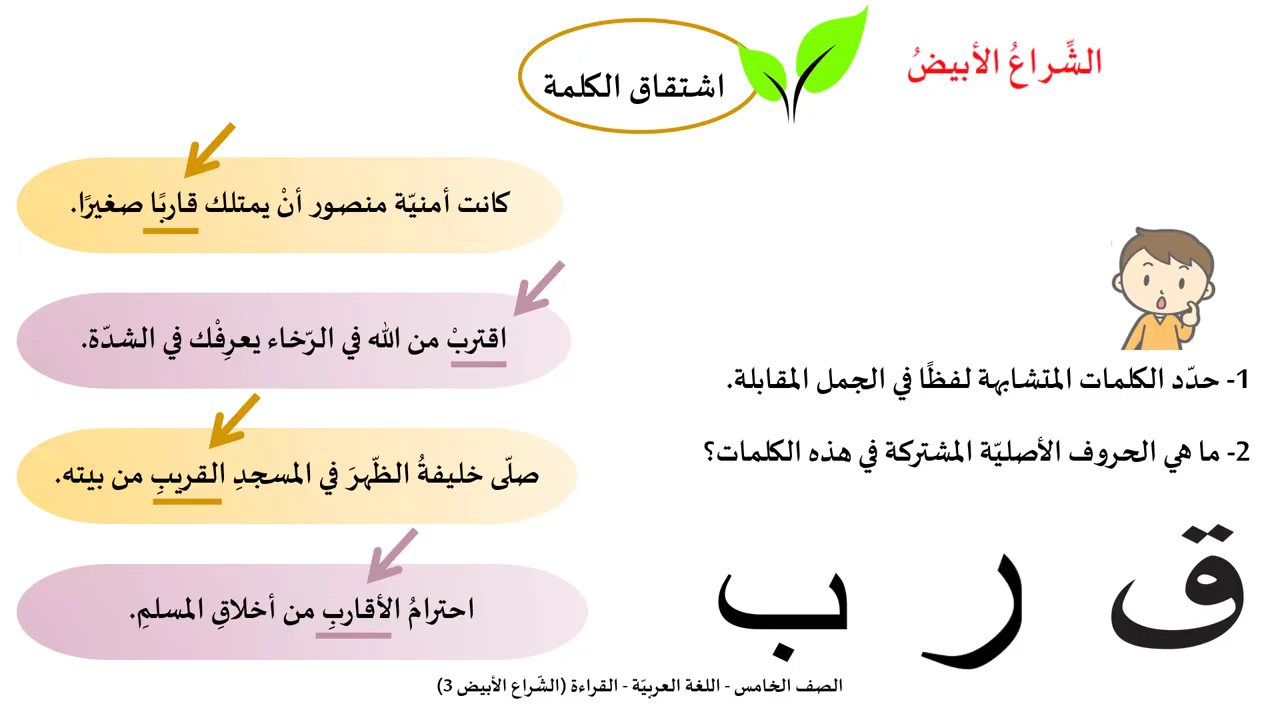 الشِّراعُ الأبيضُ
اشتقاق الكلمة
كانت أمنيّة منصور أنْ يمتلك قاربًا صغيرًا.
اقتربْ من الله في الرّخاء يعرِفْك في الشدّة.
صلّى خليفةُ الظّهرَ في المسجدِ القريبِ من بيته.
احترامُ الأقاربِ من أخلاقِ المسلمِ.
1- حدّد الكلمات المتشابهة لفظًا في الجمل المقابلة.
2- ما هي الحروف الأصليّة المشتركة في هذه الكلمات؟
ق ر ب
الصف الخامس - اللغة العربيّة - القراءة (الشّراع الأبيض 3)